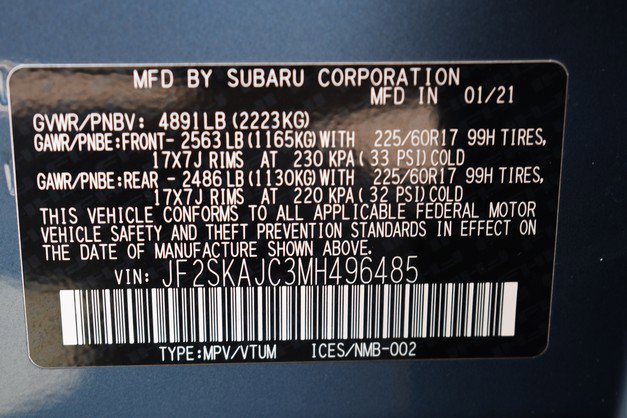 MFD BY SUBARU CORPORATION
MFD IN 01/21
GVWR/PNBV: 4891LB(2223KG)
GAWR/PNBE:FRONT- 2563LB(1165KG)WITH 225/60R17 99H TIRES,
17X7J RIMS AT 230 KPA(33 PSI)COLD
GAWR/PNBE:REAR - 2486LB(1130KG)WITH 225/60R17 99H TIRES,
17X7J RIMS AT 220 KPA(32 PSI)COLD
THIS VEHICLE CONFORMS TO ALL APPLICABLE FEDERAL MOTOR
VEHICLE SAFETY AND THEFT PREVENTION STANDARDS IN EFFECT ON
THE DATE OF MANUFACTURE SHOWN ABOVE.
VIN: JF2SKAJC3MH496485
TYPE:MPV/VTUM ICES/NMB-002